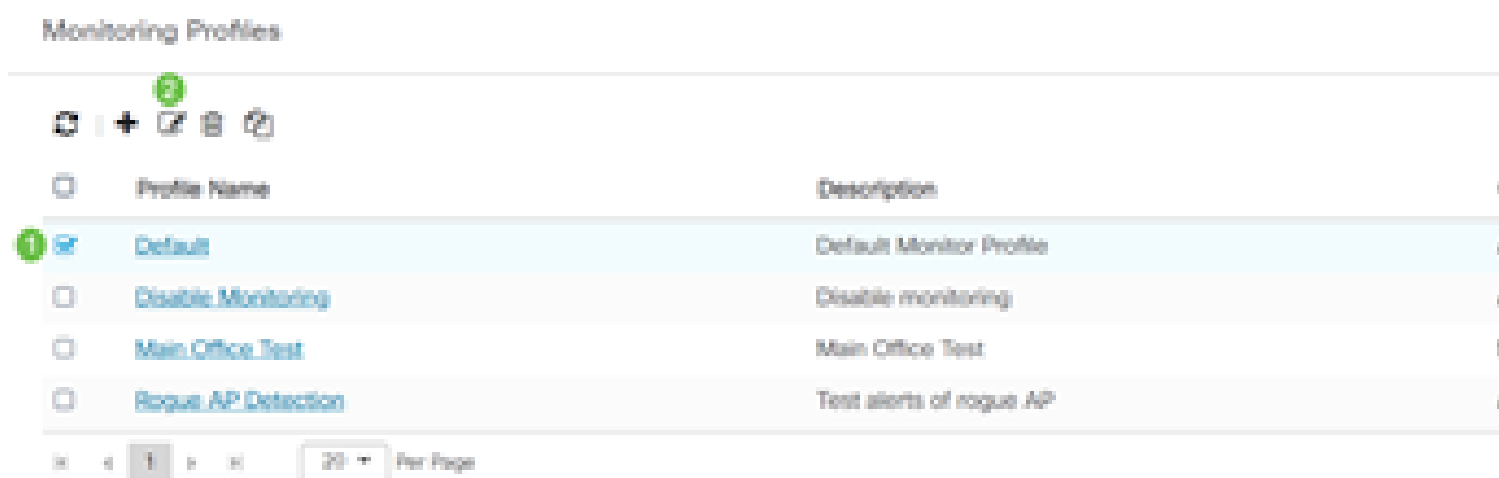 Monitoring Profiles
2
Profile Name Description
1 Default Default Monitor Profile
Disable Monitoring Disable monitoring
Main Office Test Main Office Test
Rogue AP Detection Test alerts of rogue AP
1 20 Per Page